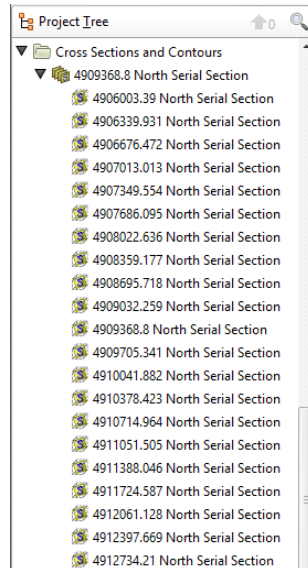 Project Tree 0
Cross Sections and Contours
4909368.8 North Serial Section
4906003.39 North Serial Section
4906339.931 North Serial Section
4906676.472 North Serial Section
4907013.013 North Serial Section
4907349.554 North Serial Section
4907686.095 North Serial Section
4908022.636 North Serial Section
4908359.177 North Serial Section
4908695.718 North Serial Section
4909032.259 North Serial Section
4909368.8 North Serial Section
4909705.341 North Serial Section
4910041.882 North Serial Section
4910378.423 North Serial Section
4910714.964 North Serial Section
4911051.505 North Serial Section
4911388.046 North Serial Section
4911724.587 North Serial Section
4912061.128 North Serial Section
4912397.669 North Serial Section
4912734.21 North Serial Section